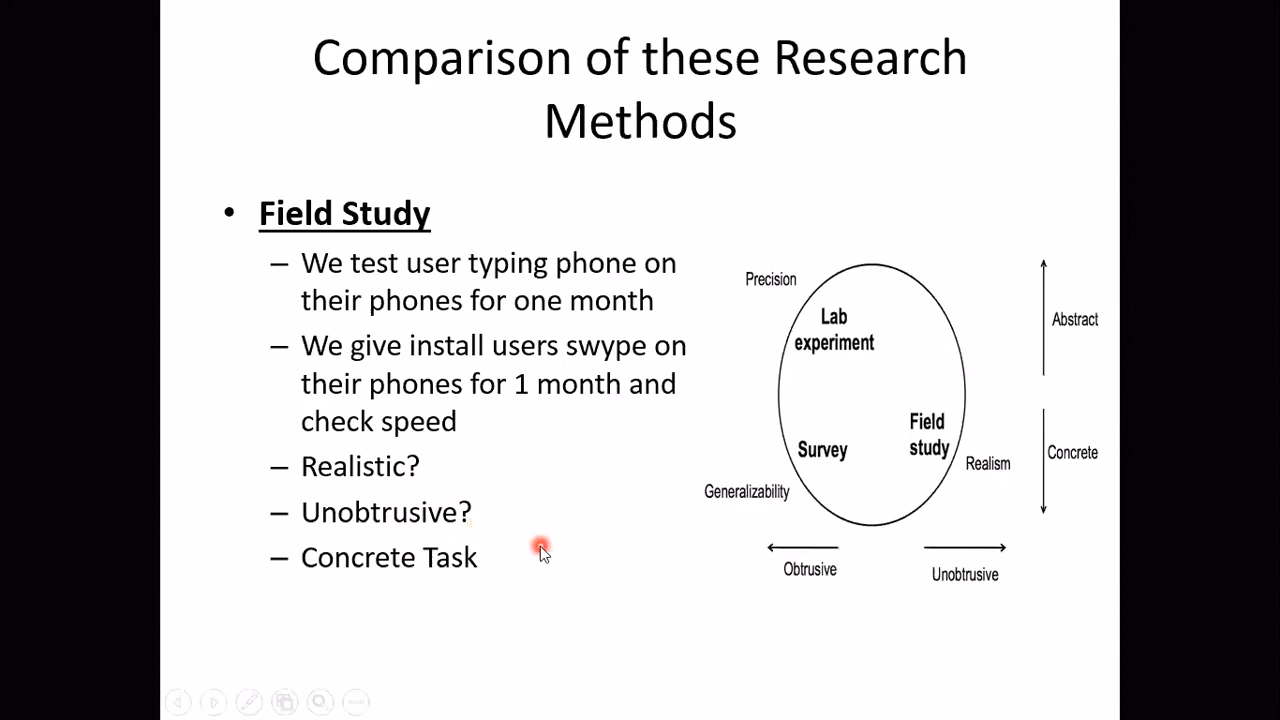 Comparison of these Research
Methods
• Field Study
– We test user typing phone on
their phones for one month
– We give install users swype on
their phones for 1 month and
check speed
– Realistic?
– Unobtrusive?
– Concrete Task
Precision
Lab
experiment
Abstract
Field
study
Survey
Concrete
Realism
Generalizability
Obtrusive
Unobtrusive